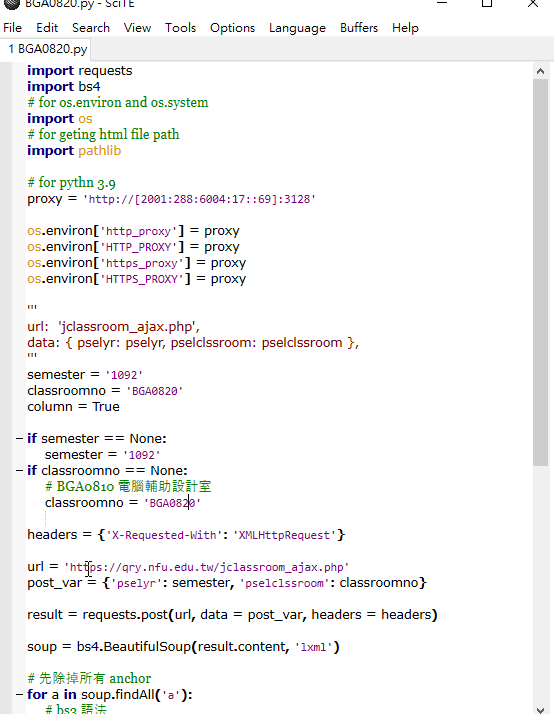 BGA0820.py - SciTE
File Edit Search View Tools Options Language Buffers Help
1 BGA0820.py
import requests
import bs4
# for os.environ and os.system
import os
# for geting html file path
import pathlib
# for pythn 3.9
proxy = 'http://[2001:288:6004:17::69]:3128'
os.environ['http_proxy'] = proxy
os.environ['HTTP_PROXY'] = proxy
os.environ['https_proxy'] = proxy
os.environ['HTTPS_PROXY'] = proxy
'''
url: 'jclassroom_ajax.php',
data: { pselyr: pselyr, pselclssroom: pselclssroom },
'''
semester = '1092'
classroomno = 'BGA0820'
column = True
if semester == None:
semester = '1092'
if classroomno == None:
# BGA0810 電腦輔助設計室
classroomno = 'BGA0820'
headers = {'X-Requested-With': 'XMLHttpRequest'}
url = 'https://qry.nfu.edu.tw/jclassroom_ajax.php'
post_var = {'pselyr': semester, 'pselclssroom': classroomno}
result = requests.post(url, data = post_var, headers = headers)
soup = bs4.BeautifulSoup(result.content, 'lxml')
# 先除掉所有 anchor
for a in soup.findAll('a'):
# bs3 語法